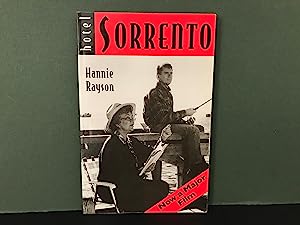 hotel
SORRENTO
Hannie
Rayson
Now a Major
Film